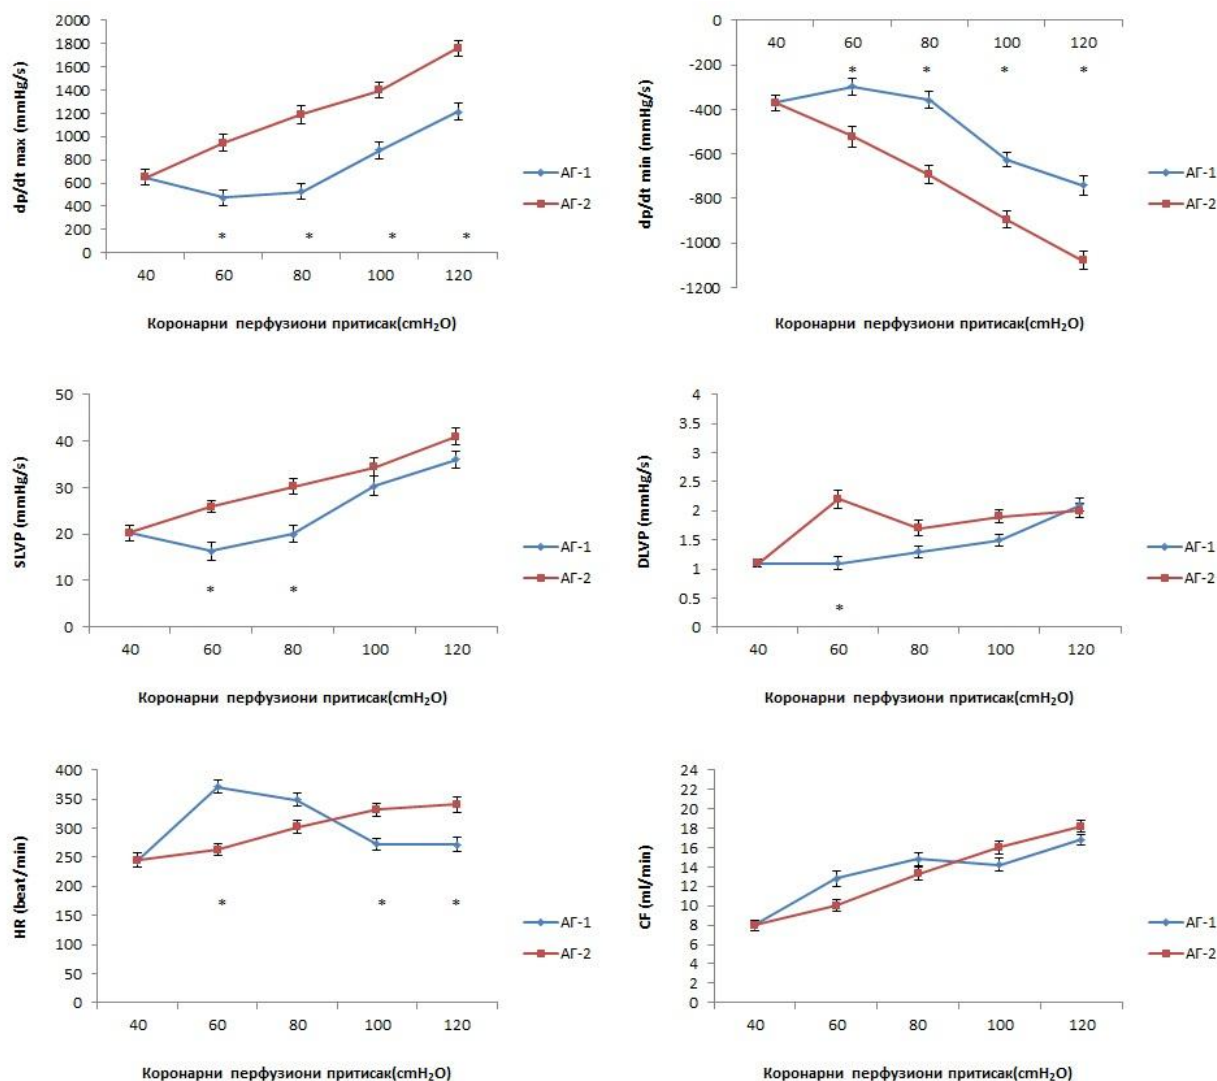 dp/dt max (mmHg/s)
2000
1800
1600
1400
1200
1000
800
600
400
200
0
* * * *
40 60 80 100 120
Коронарни перфузиони притисак(cmH₂O)
АГ-1
АГ-2
dp/dt min (mmHg/s)
0
-200
-400
-600
-800
-1000
-1200
40 60 80 100 120
* * * *
Коронарни перфузиони притисак(cmH₂O)
АГ-1
АГ-2
SLVP (mmHg/s)
50
40
30
20
10
0
* *
40 60 80 100 120
Коронарни перфузиони притисак(cmH₂O)
АГ-1
АГ-2
DLVP (mmHg/s)
4
3.5
3
2.5
2
1.5
1
0.5
0
*
40 60 80 100 120
Коронарни перфузиони притисак(cmH₂O)
АГ-1
АГ-2
HR (beat/min)
400
350
300
250
200
150
100
50
0
* * *
40 60 80 100 120
Коронарни перфузиони притисак(cmH₂O)
АГ-1
АГ-2
CF (ml/min)
24
22
20
18
16
14
12
10
8
6
4
2
0
40 60 80 100 120
Коронарни перфузиони притисак(cmH₂O)
АГ-1
АГ-2